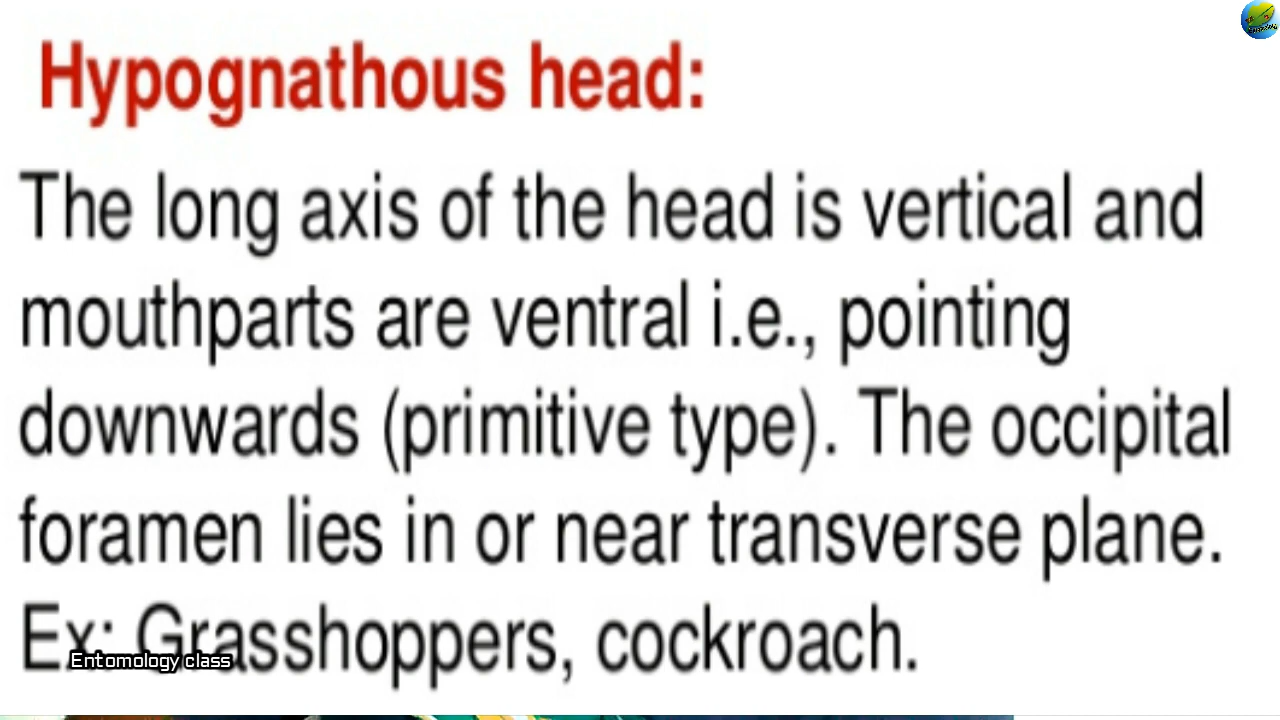 Hypognathous head:
The long axis of the head is vertical and
mouthparts are ventral i.e., pointing
downwards (primitive type). The occipital
foramen lies in or near transverse plane.
Ex: Grasshoppers, cockroach.
Entomology class